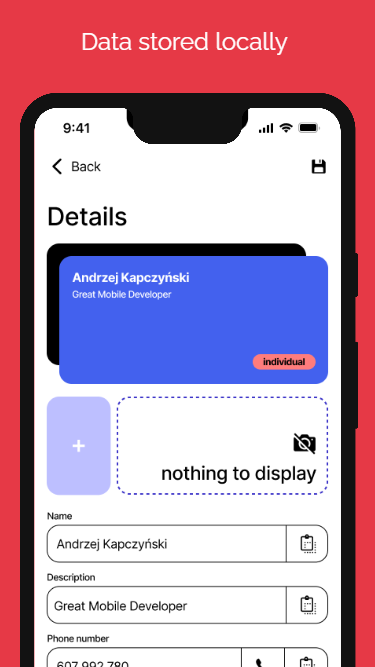 Data stored locally
9:41
Back
Details
Andrzej Kapczyński
Great Mobile Developer
individual
+
nothing to display
Name
Andrzej Kapczyński
Description
Great Mobile Developer
Phone number
607 992 780